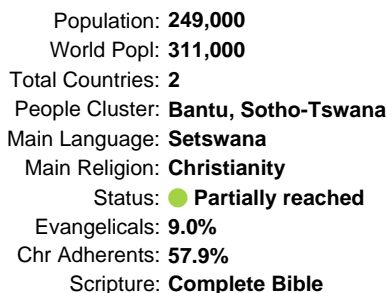 Population: 249,000
World Popl: 311,000
Total Countries: 2
People Cluster: Bantu, Sotho-Tswana
Main Language: Setswana
Main Religion: Christianity
Status: Partially reached
Evangelicals: 9.0%
Chr Adherents: 57.9%
Scripture: Complete Bible